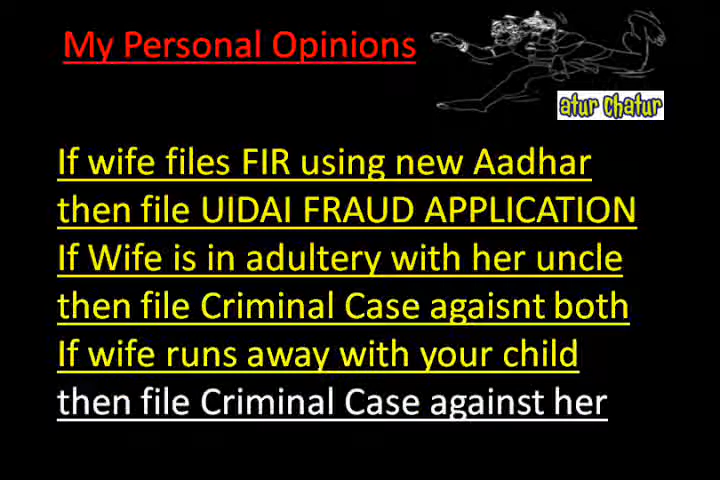 My Personal Opinions
atur Chatur
If wife files FIR using new Aadhar
then file UIDAI FRAUD APPLICATION
If Wife is in adultery with her uncle
then file Criminal Case agaisnt both
If wife runs away with your child
then file Criminal Case against her